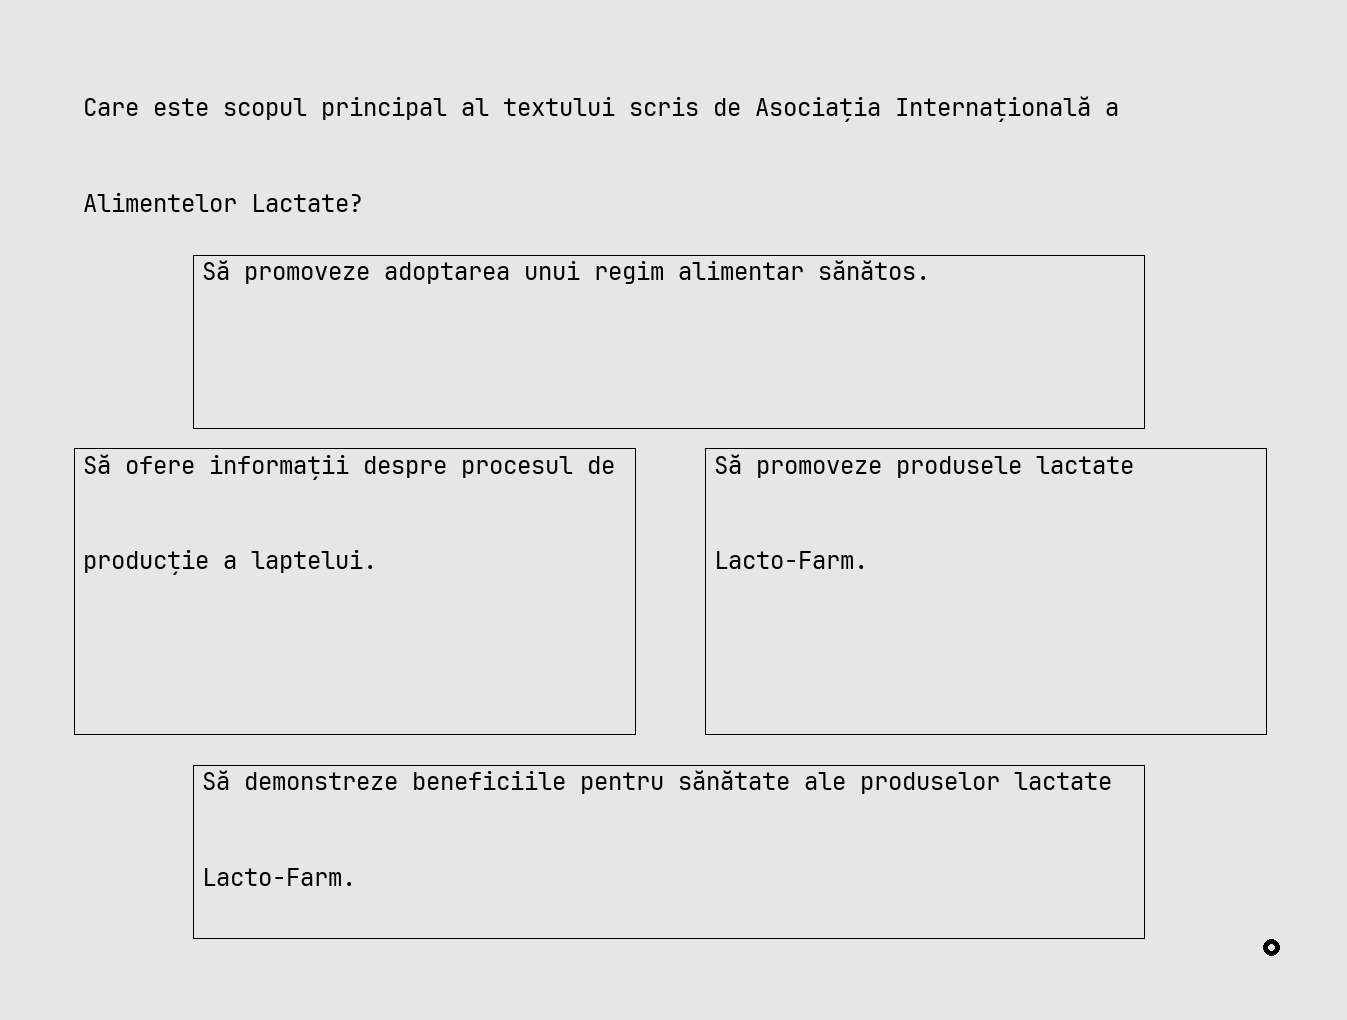 Care este scopul principal al textului scris de Asociația Internațională a
Alimentelor Lactate?
Să promoveze adoptarea unui regim alimentar sănătos.
Să ofere informații despre procesul de
producție a laptelui.
Să promoveze produsele lactate
Lacto-Farm.
Să demonstreze beneficiile pentru sănătate ale produselor lactate
Lacto-Farm.